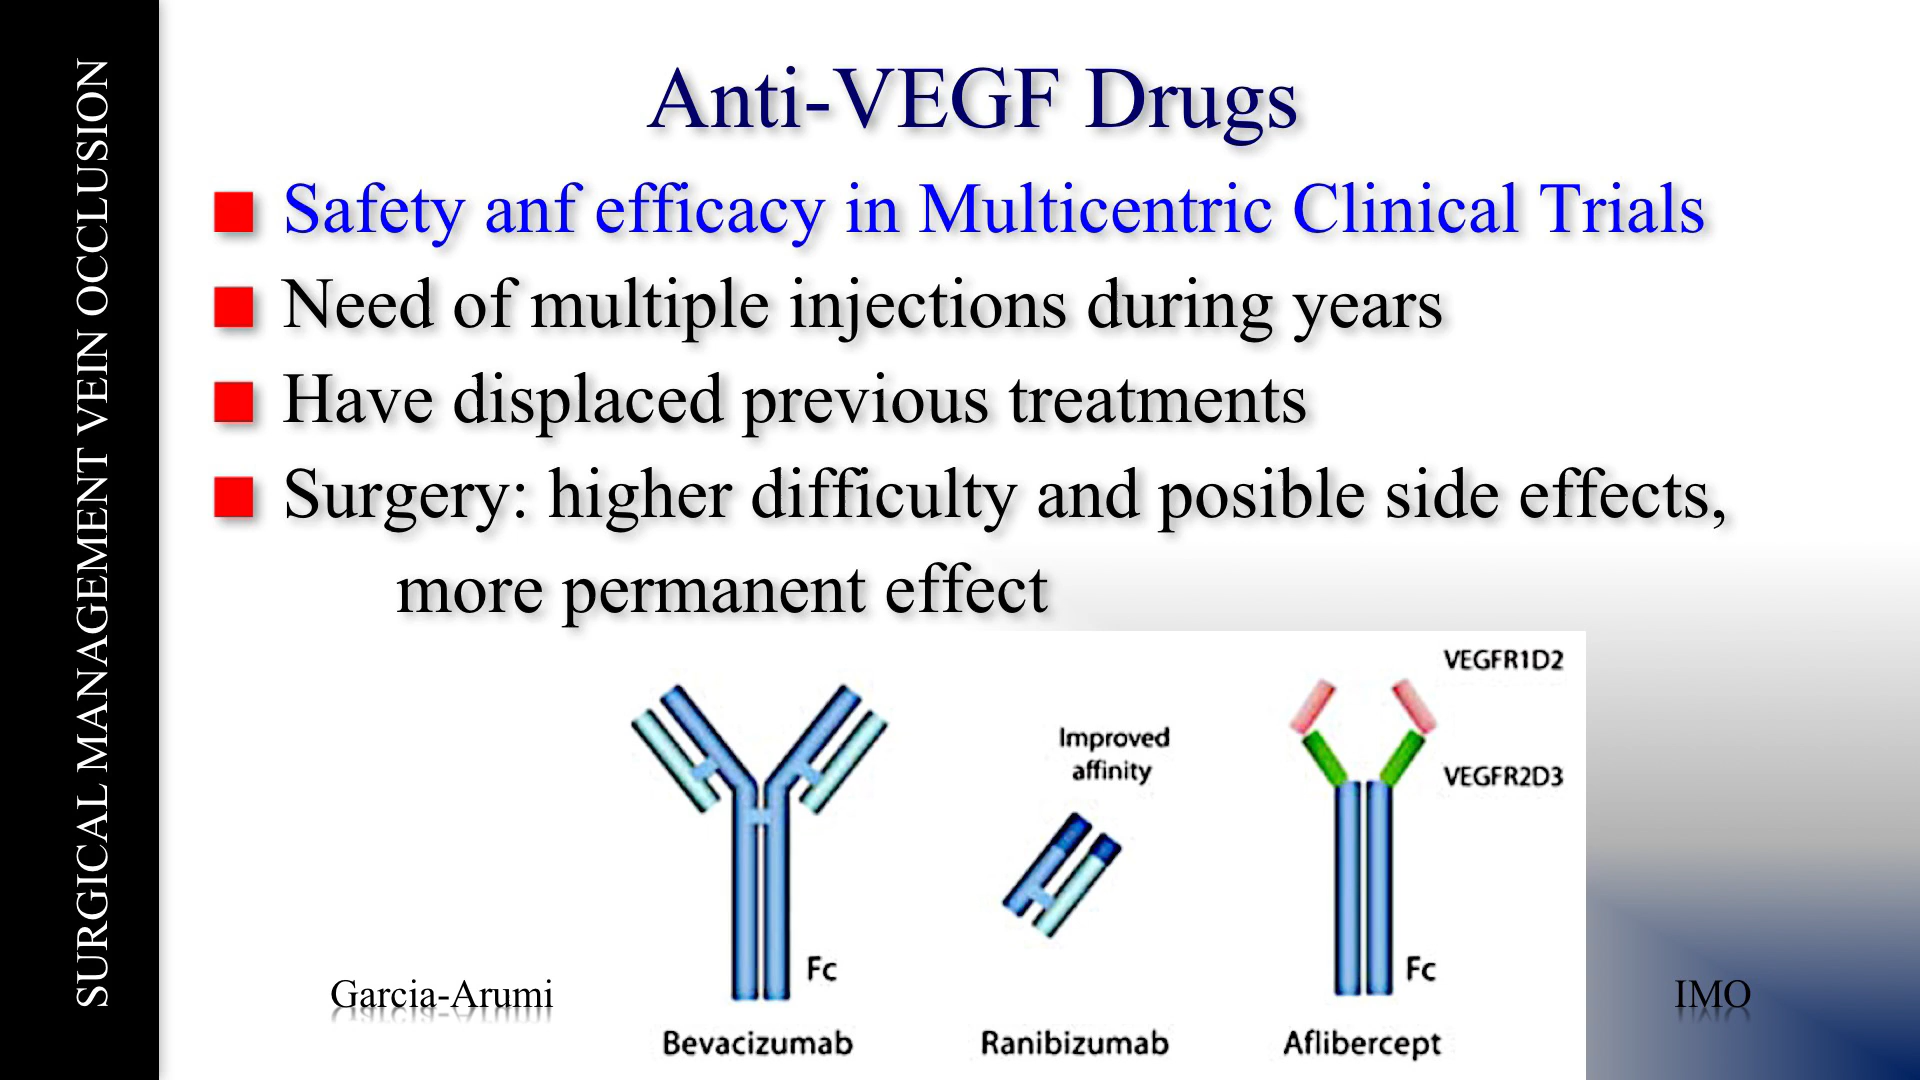 SURGICAL MANAGEMENT VEIN OCCLUSION
Anti-VEGF Drugs
Safety anf efficacy in Multicentric Clinical Trials
Need of multiple injections during years
Have displaced previous treatments
Surgery: higher difficulty and posible side effects,
more permanent effect
VEGFR1D2
Improved
affinity
VEGFR2D3
Fc
Fc
Garcia-Arumi
IMO
Bevacizumab
Ranibizumab
Aflibercept